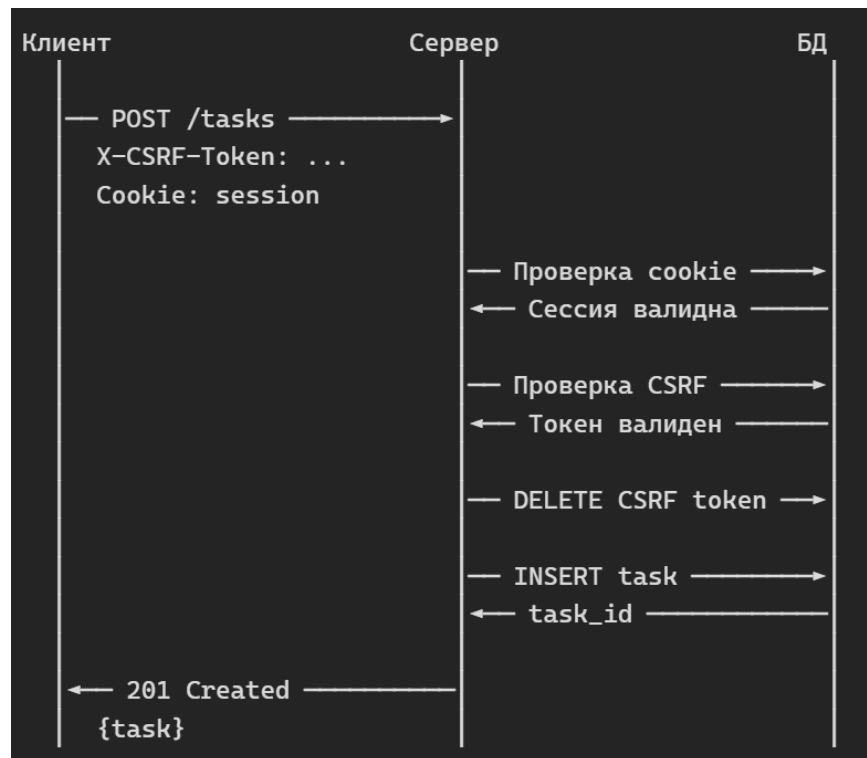 Клиент Сервер БД
POST /tasks
X-CSRF-Token: ...
Cookie: session
Проверка cookie
Сессия валидна
Проверка CSRF
Токен валиден
DELETE CSRF token
INSERT task
task_id
201 Created
{task}